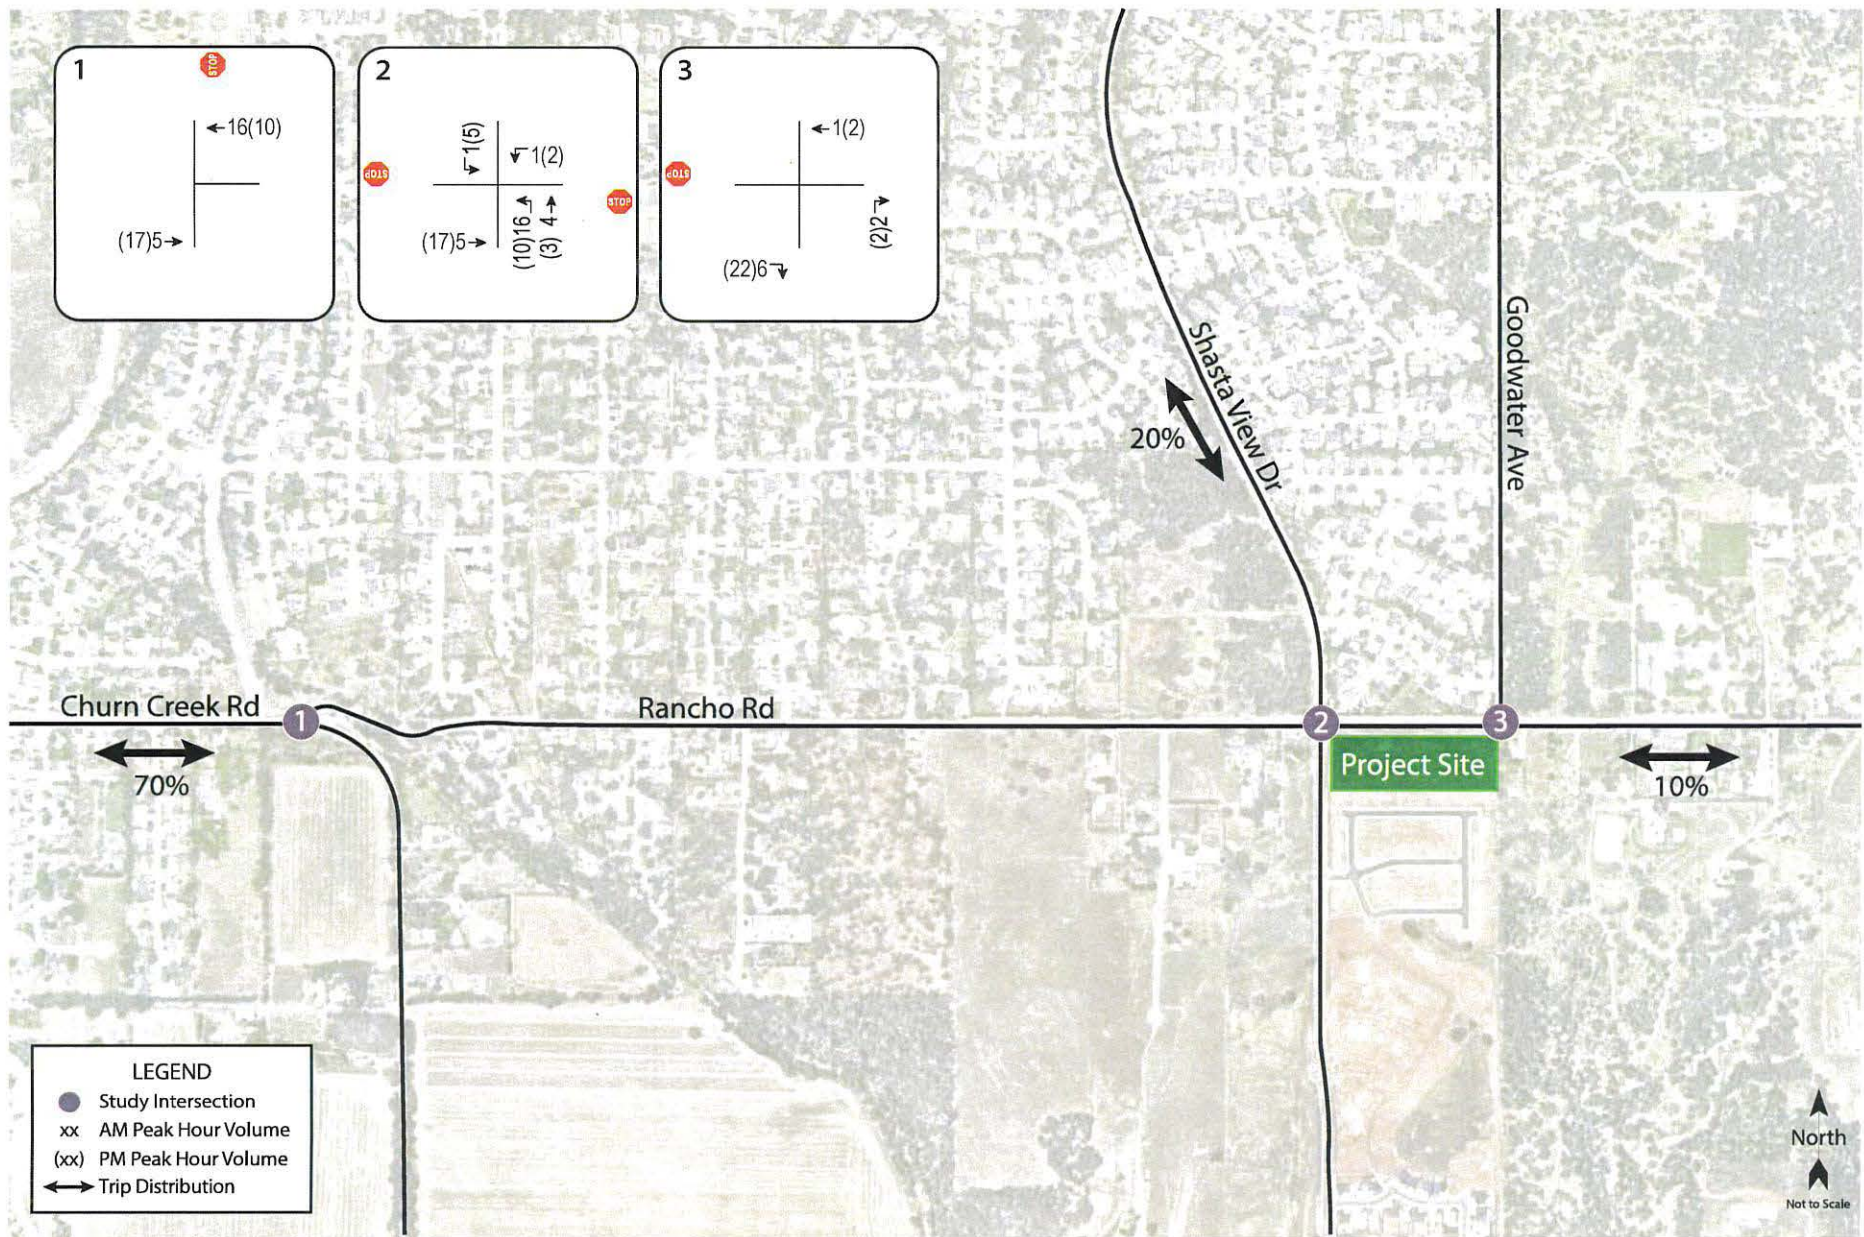 1
STOP
16(10)
(17)5
2
STOP
1(5)
1(2)
STOP
(17)5
(10)16
(3) 4
3
STOP
1(2)
(2)2
(22)6
Shasta View Dr
20%
Goodwater Ave
Churn Creek Rd
1
Rancho Rd
2
3
70%
Project Site
10%
LEGEND
Study Intersection
xx AM Peak Hour Volume
(xx) PM Peak Hour Volume
Trip Distribution
North
Not to Scale